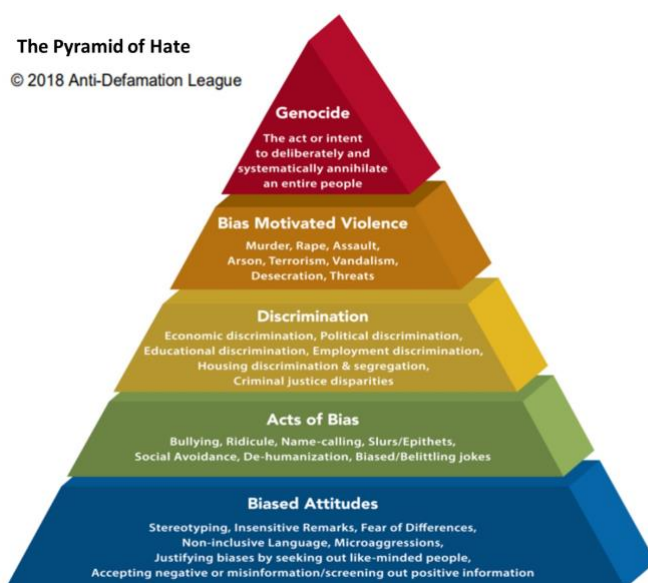 The Pyramid of Hate
© 2018 Anti-Defamation League
Genocide
The act or intent
to deliberately and
systematically annihilate
an entire people
Bias Motivated Violence
Murder, Rape, Assault,
Arson, Terrorism, Vandalism,
Desecration, Threats
Discrimination
Economic discrimination, Political discrimination,
Educational discrimination, Employment discrimination,
Housing discrimination & segregation,
Criminal justice disparities
Acts of Bias
Bullying, Ridicule, Name-calling, Slurs/Epithets,
Social Avoidance, De-humanization, Biased/Belittling jokes
Biased Attitudes
Stereotyping, Insensitive Remarks, Fear of Differences,
Non-inclusive Language, Microaggressions,
Justifying biases by seeking out like-minded people,
Accepting negative or misinformation/screening out positive information